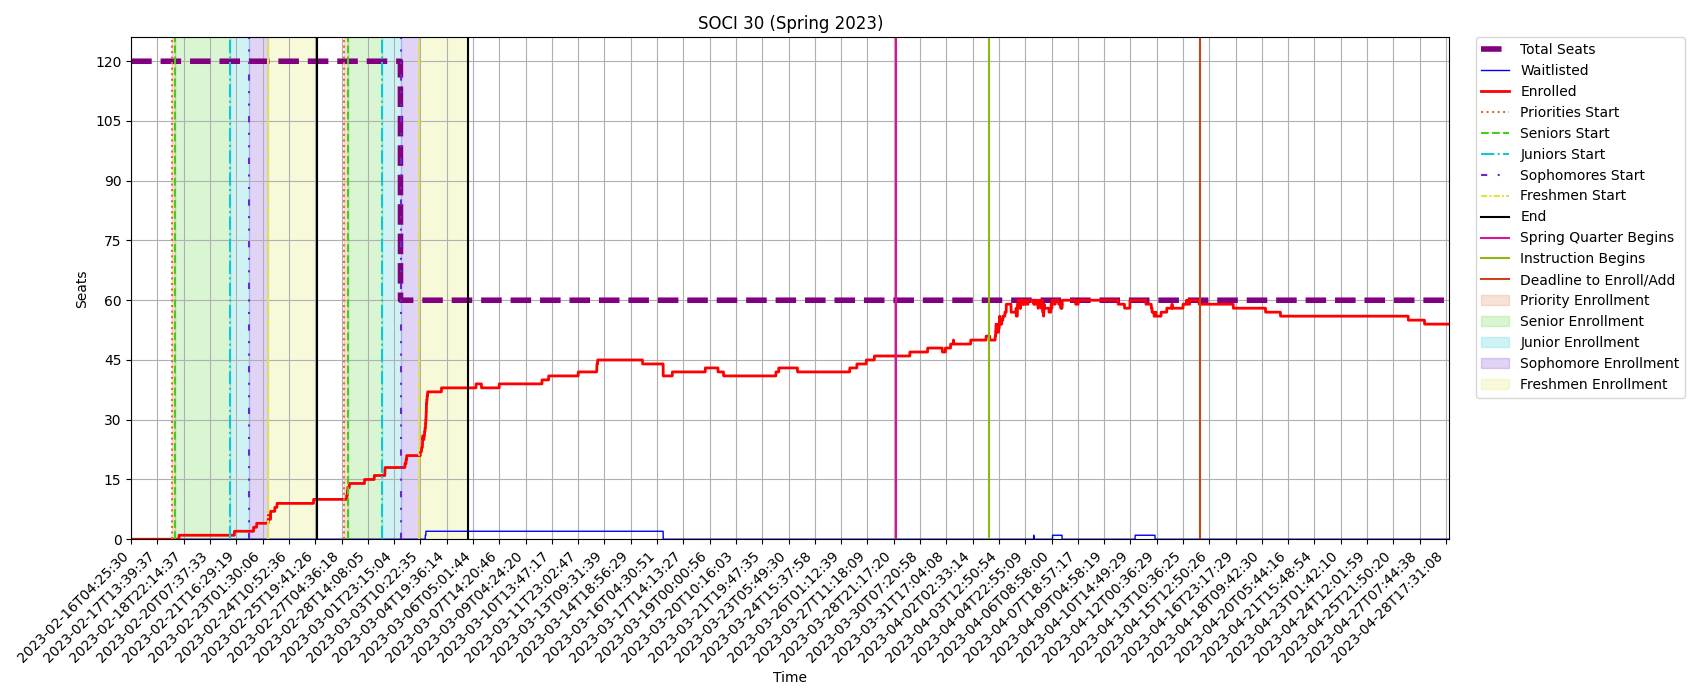 SOCI 30 (Spring 2023)
120
105
90
75
60
45
30
15
0
Seats
2023-02-16T04:25:30
2023-02-17T13:39:37
2023-02-18T22:14:37
2023-02-20T07:37:33
2023-02-21T16:29:19
2023-02-23T01:30:06
2023-02-24T10:52:36
2023-02-25T19:41:26
2023-02-27T04:36:18
2023-02-28T14:08:05
2023-03-01T23:15:04
2023-03-03T10:22:35
2023-03-04T19:36:14
2023-03-06T05:01:44
2023-03-07T14:20:46
2023-03-09T04:24:20
2023-03-10T13:47:17
2023-03-11T23:02:47
2023-03-13T09:31:39
2023-03-14T18:56:29
2023-03-16T04:30:51
2023-03-17T14:13:27
2023-03-19T00:00:56
2023-03-20T10:16:03
2023-03-21T19:47:35
2023-03-23T05:49:30
2023-03-24T15:37:58
2023-03-26T01:12:39
2023-03-27T11:18:09
2023-03-28T21:17:20
2023-03-30T07:20:58
2023-03-31T17:04:08
2023-04-02T02:33:14
2023-04-03T12:50:54
2023-04-04T22:55:09
2023-04-06T08:58:00
2023-04-07T18:57:17
2023-04-09T04:58:19
2023-04-10T14:49:29
2023-04-12T00:36:29
2023-04-13T10:36:25
2023-04-15T12:50:26
2023-04-16T23:17:29
2023-04-18T09:42:30
2023-04-20T05:44:16
2023-04-21T15:48:54
2023-04-23T01:42:10
2023-04-24T12:01:59
2023-04-25T21:50:20
2023-04-27T07:44:38
2023-04-28T17:31:08
Time
Total Seats
Waitlisted
Enrolled
Priorities Start
Seniors Start
Juniors Start
Sophomores Start
Freshmen Start
End
Spring Quarter Begins
Instruction Begins
Deadline to Enroll/Add
Priority Enrollment
Senior Enrollment
Junior Enrollment
Sophomore Enrollment
Freshmen Enrollment